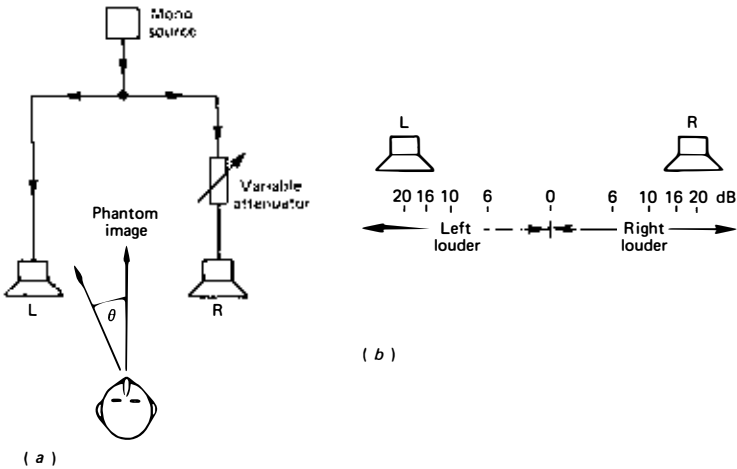 Mono
source
Variable
attenuator
Phantom
image
L
R
θ
( a )
L
R
20 16 10 6 0 6 10 16 20 dB
Left
louder
Right
louder
( b )